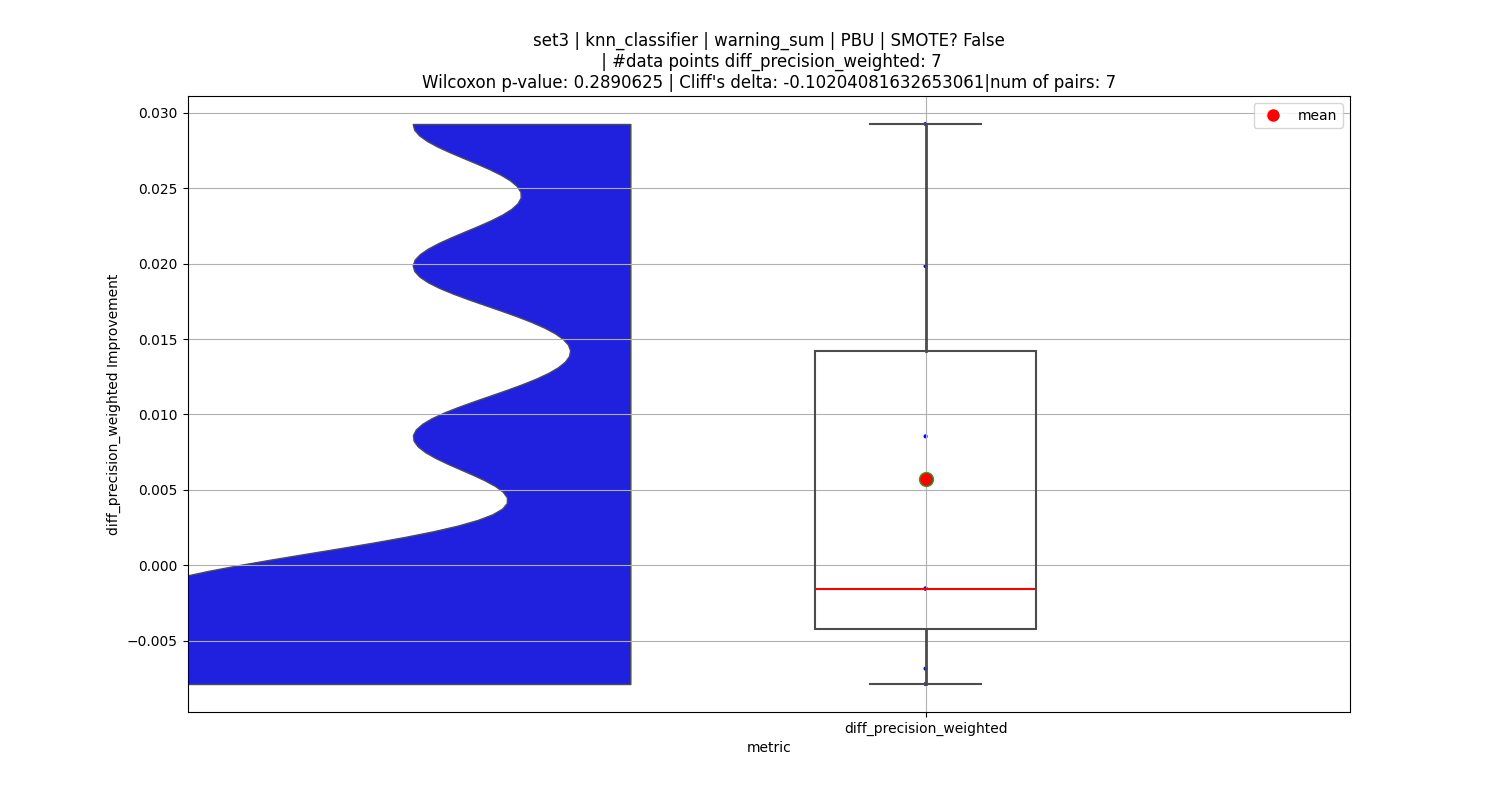 set3 | knn_classifier | warning_sum | PBU | SMOTE? False
| #data points diff_precision_weighted: 7
Wilcoxon p-value: 0.2890625 | Cliff's delta: -0.10204081632653061|num of pairs: 7
mean
0.030
0.025
0.020
0.015
0.010
0.005
0.000
−0.005
diff_precision_weighted Improvement
diff_precision_weighted
metric